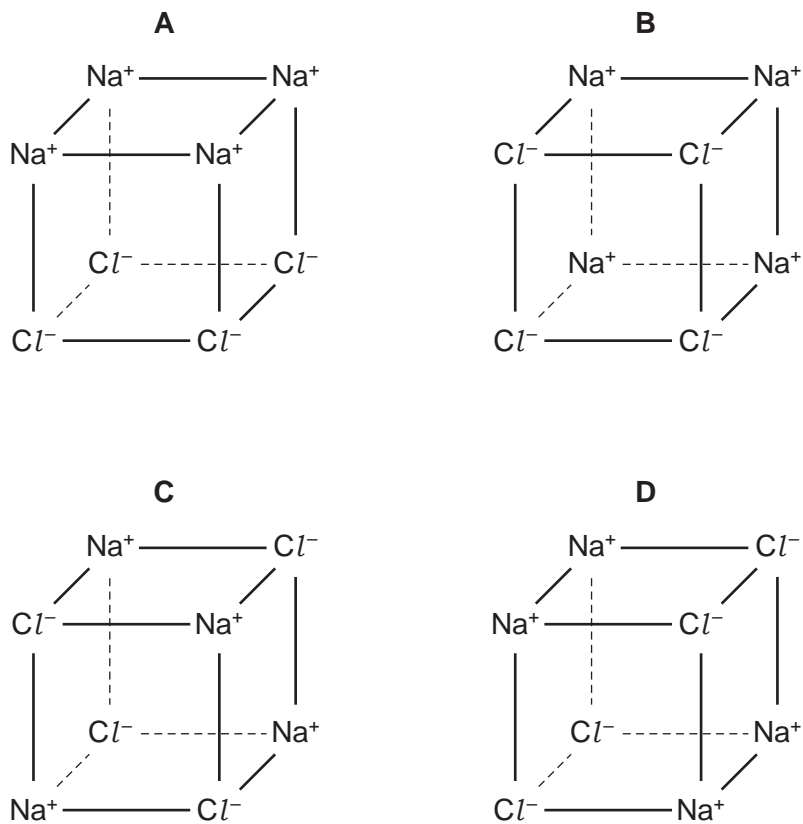 A B
Na⁺ Na⁺ Na⁺ Na⁺
Na⁺ Na⁺ Cl⁻ Cl⁻
Cl⁻ Cl⁻ Na⁺ Na⁺
Cl⁻ Cl⁻ Cl⁻ Cl⁻
C D
Na⁺ Cl⁻ Na⁺ Cl⁻
Cl⁻ Na⁺ Na⁺ Cl⁻
Cl⁻ Na⁺ Cl⁻ Na⁺
Na⁺ Cl⁻ Cl⁻ Na⁺